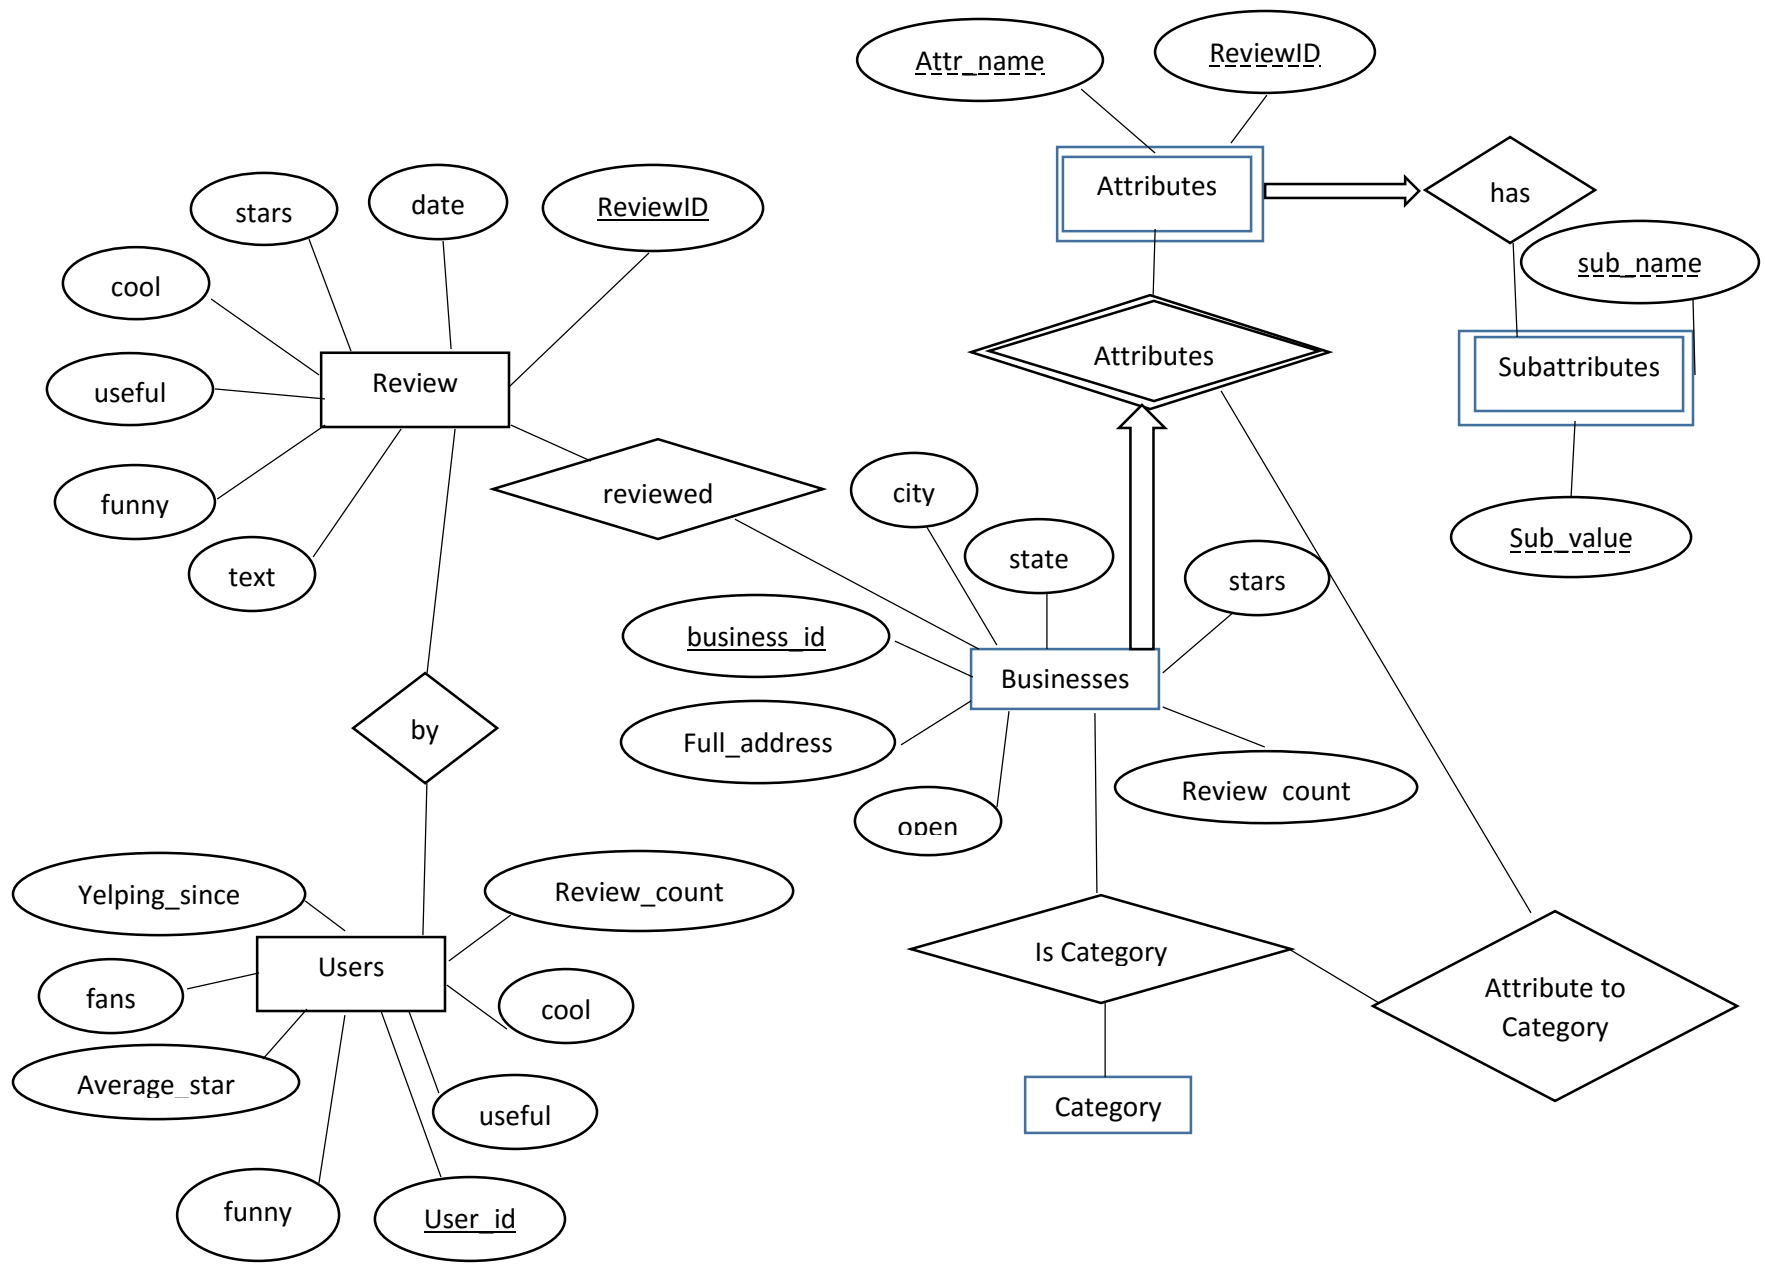 Attr_name
ReviewID
Attributes
has
stars
date
ReviewID
cool
sub_name
Review
useful
Attributes
Subattributes
funny
reviewed
city
Sub_value
text
state
stars
business_id
Businesses
Full_address
by
Review_count
open
Yelping_since
Review_count
Is Category
Users
fans
cool
Attribute to
Category
Average_star
useful
Category
funny
User_id